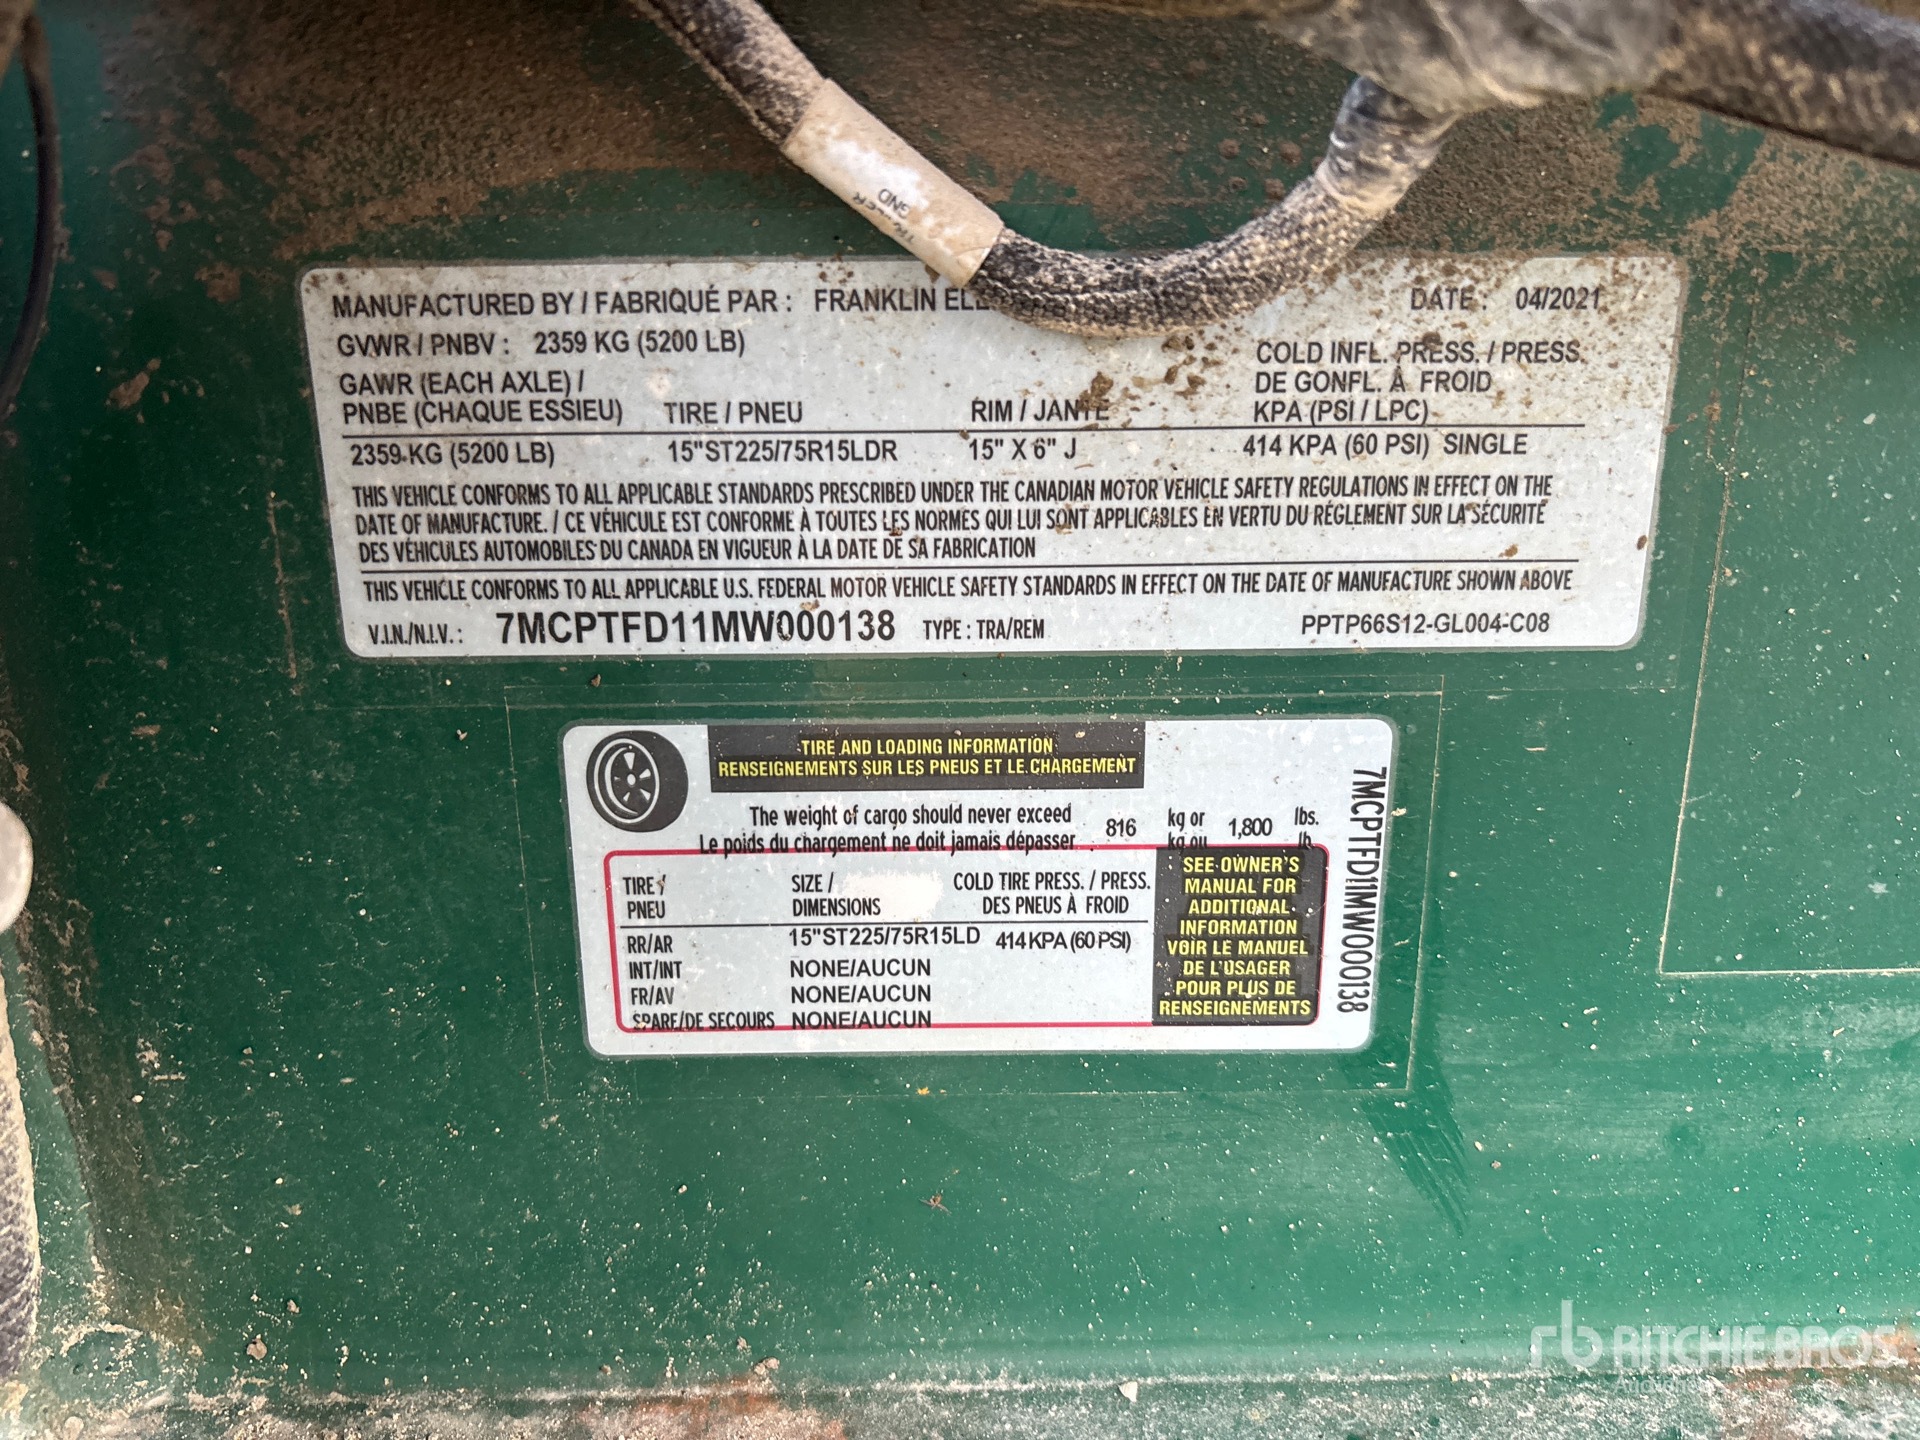 GND
MANUFACTURED BY / FABRIQUÉ PAR : FRANKLIN DATE : 04/2021
GVWR / PNBV : 2359 KG (5200 LB)
COLD INFL. PRESS. / PRESS.
GAWR (EACH AXLE) / DE GONFL. À FROID
PNBE (CHAQUE ESSIEU) TIRE / PNEU RIM / JANTE KPA (PSI / LPC)
2359 KG (5200 LB) 15"ST225/75R15LDR 15" X 6" J 414 KPA (60 PSI) SINGLE
THIS VEHICLE CONFORMS TO ALL APPLICABLE STANDARDS PRESCRIBED UNDER THE CANADIAN MOTOR VEHICLE SAFETY REGULATIONS IN EFFECT ON THE
DATE OF MANUFACTURE. / CE VÉHICULE EST CONFORME À TOUTES LES NORMES QUI LUI SONT APPLICABLES EN VERTU DU RÈGLEMENT SUR LA SÉCURITÉ
DES VÉHICULES AUTOMOBILES DU CANADA EN VIGUEUR À LA DATE DE SA FABRICATION
THIS VEHICLE CONFORMS TO ALL APPLICABLE U.S. FEDERAL MOTOR VEHICLE SAFETY STANDARDS IN EFFECT ON THE DATE OF MANUFACTURE SHOWN ABOVE
V.I.N./N.I.V. : 7MCPTFD11MW000138 TYPE : TRA/REM PPTP66S12-GL004-C08
TIRE AND LOADING INFORMATION
RENSEIGNEMENTS SUR LES PNEUS ET LE CHARGEMENT
The weight of cargo should never exceed 816 kg or 1,800 lbs.
Le poids du chargement ne doit jamais dépasser kg ou lb.
TIRE / SIZE / COLD TIRE PRESS. / PRESS.
PNEU DIMENSIONS DES PNEUS À FROID
RR/AR 15"ST225/75R15LD 414 KPA (60 PSI)
INT/INT NONE/AUCUN
FR/AV NONE/AUCUN
SPARE/DE SECOURS NONE/AUCUN
SEE OWNER'S
MANUAL FOR
ADDITIONAL
INFORMATION
VOIR LE MANUEL
DE L'USAGER
POUR PLUS DE
RENSEIGNEMENTS
7MCPTFD11MW000138
rb RITCHIE BROS